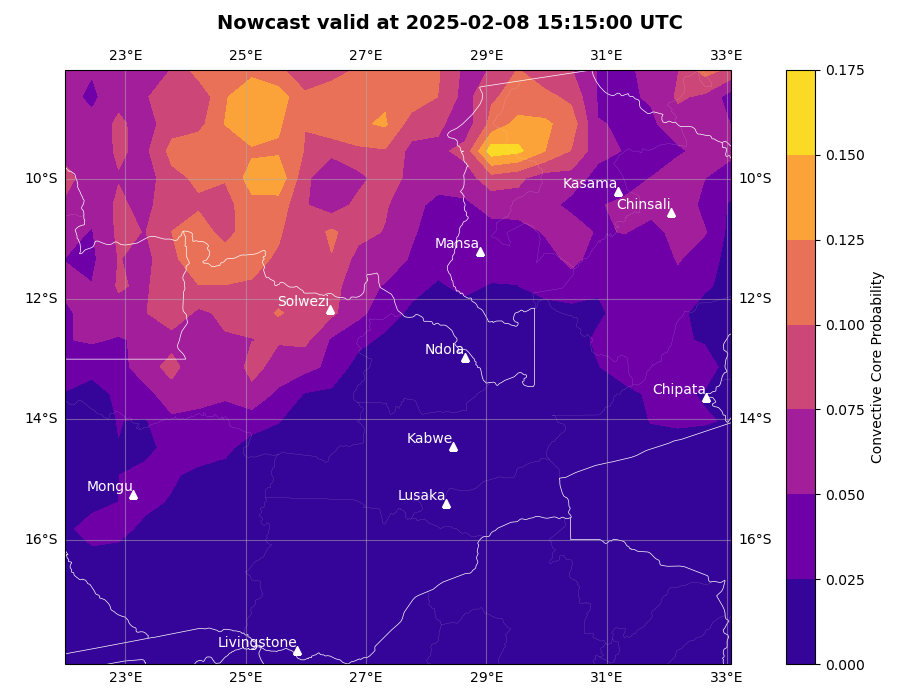 Nowcast valid at 2025-02-08 15:15:00 UTC
23°E 25°E 27°E 29°E 31°E 33°E
0.175
0.150
10°S Kasama 10°S
Chinsali
0.125
Mansa
12°S Solwezi 12°S
0.100
Ndola
Chipata
0.075
14°S 14°S
Kabwe
Mongu
Lusaka
0.050
16°S 16°S
0.025
Livingstone
0.000
23°E 25°E 27°E 29°E 31°E 33°E
Convective Core Probability